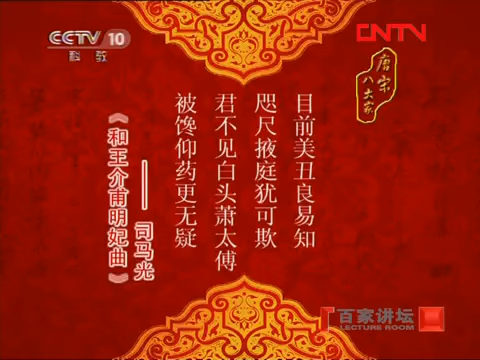 CCTV 10
科教
CNTV
唐宋
八大家
目前美丑良易知
咫尺掖庭犹可欺
君不见白头萧太傅
被馋仰药更无疑
——司马光
《和王介甫明妃曲》
百家讲坛
LECTURE ROOM